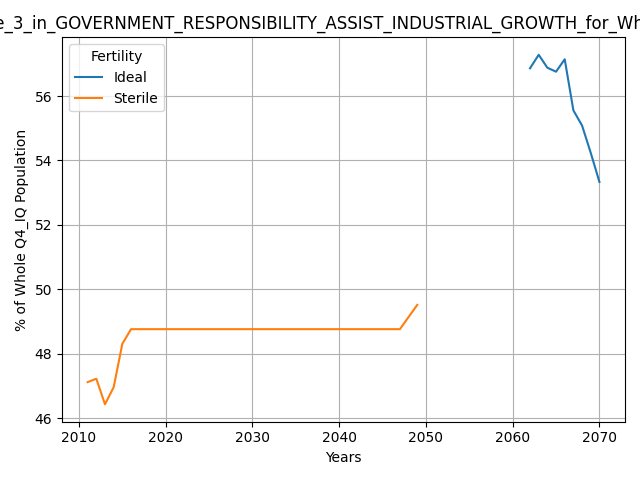 e_3_in_GOVERNMENT_RESPONSIBILITY_ASSIST_INDUSTRIAL_GROWTH_for_Wh
Fertility
Ideal
Sterile
% of Whole Q4_IQ Population
56
54
52
50
48
46
2010 2020 2030 2040 2050 2060 2070
Years